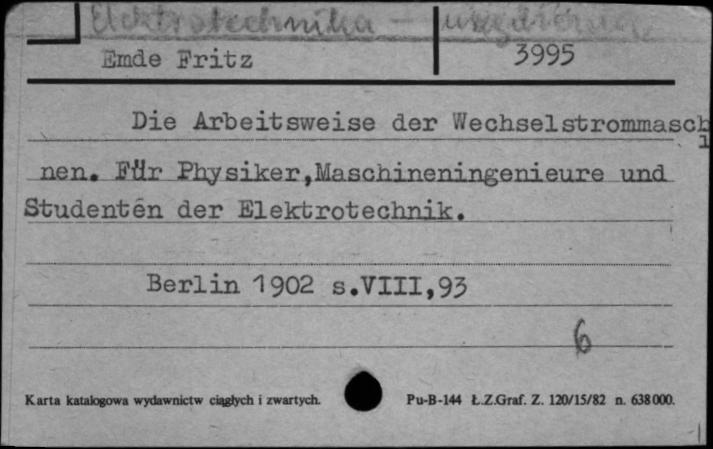 Elektrotechnika –
Emde Fritz 3995
Die Arbeitsweise der Wechselstrommasch
i
nen. Für Physiker,Maschineningenieure und
Studenten der Elektrotechnik.
Berlin 1902 s.VIII,93
6
Karta katalogowa wydawnictw ciągłych i zwartych. Pu-B-144 Ł.Z.Graf. Z. 120/15/82 n. 638000.